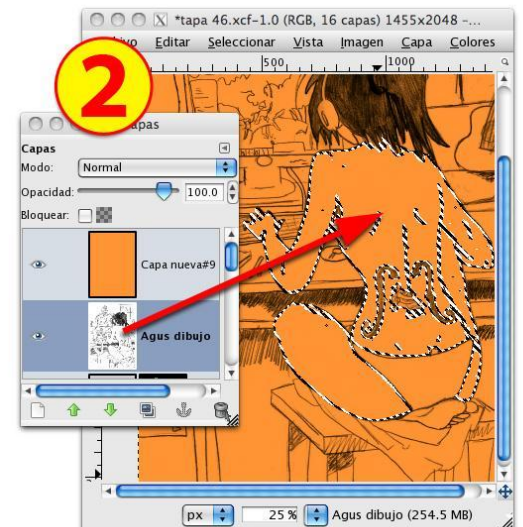 *tapa 46.xcf-1.0 (RGB, 16 capas) 1455x2048 -...
Editar Seleccionar Vista Imagen Capa Colores
500 1000
2
Capas
Modo: Normal
Opacidad: 100.0
Bloquear:
Capa nueva#9
Agus dibujo
px 25 % Agus dibujo (254.5 MB)